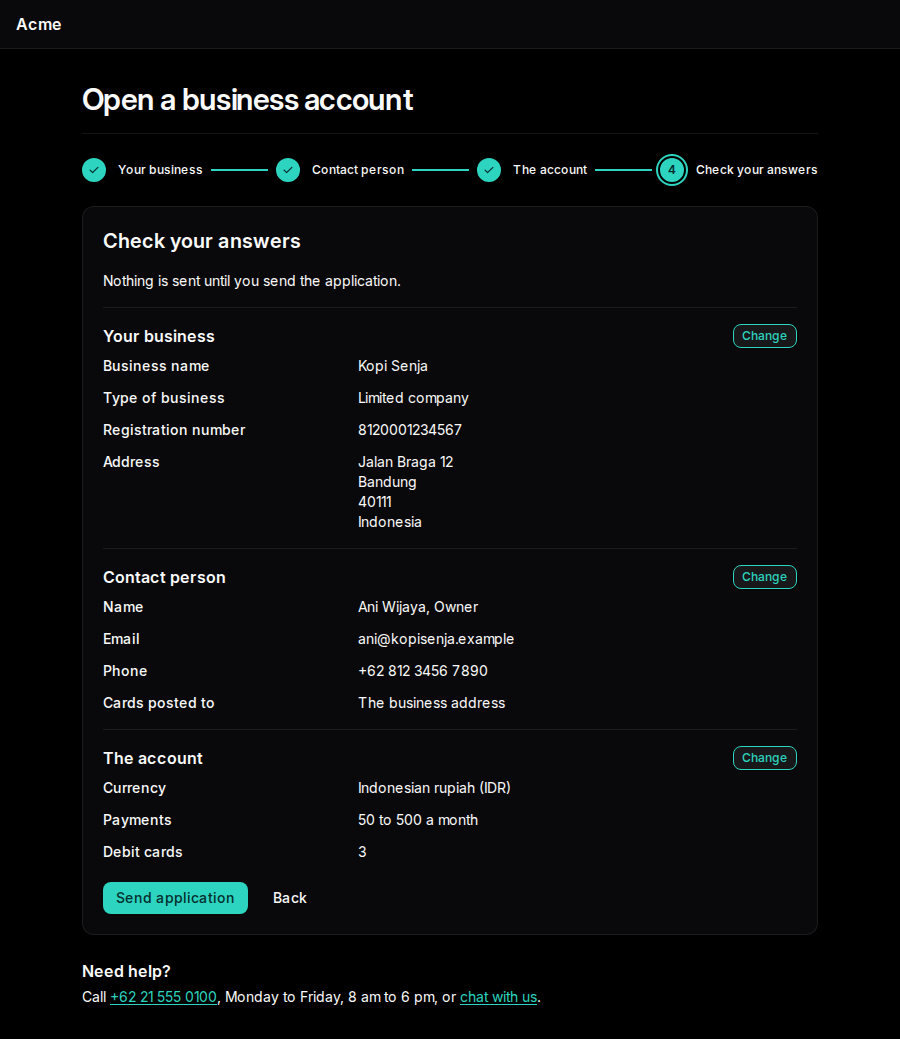 Acme
Open a business account
Your business
Contact person
The account
4 Check your answers
Check your answers
Nothing is sent until you send the application.
Your business Change
Business name Kopi Senja
Type of business Limited company
Registration number 8120001234567
Address Jalan Braga 12
Bandung
40111
Indonesia
Contact person Change
Name Ani Wijaya, Owner
Email ani@kopisenja.example
Phone +62 812 3456 7890
Cards posted to The business address
The account Change
Currency Indonesian rupiah (IDR)
Payments 50 to 500 a month
Debit cards 3
Send application Back
Need help?
Call +62 21 555 0100, Monday to Friday, 8 am to 6 pm, or chat with us.